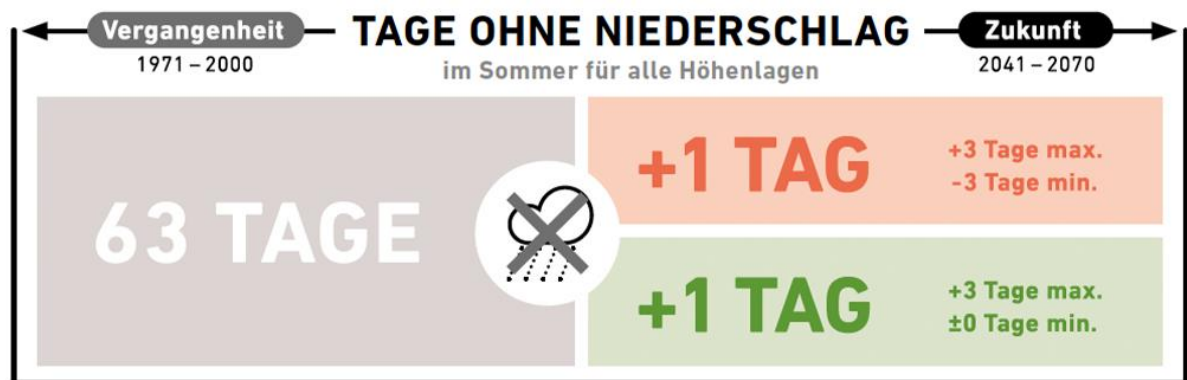 Vergangenheit
1971 – 2000
TAGE OHNE NIEDERSCHLAG
im Sommer für alle Höhenlagen
Zukunft
2041 – 2070
63 TAGE
+1 TAG
+3 Tage max.
-3 Tage min.
+1 TAG
+3 Tage max.
±0 Tage min.